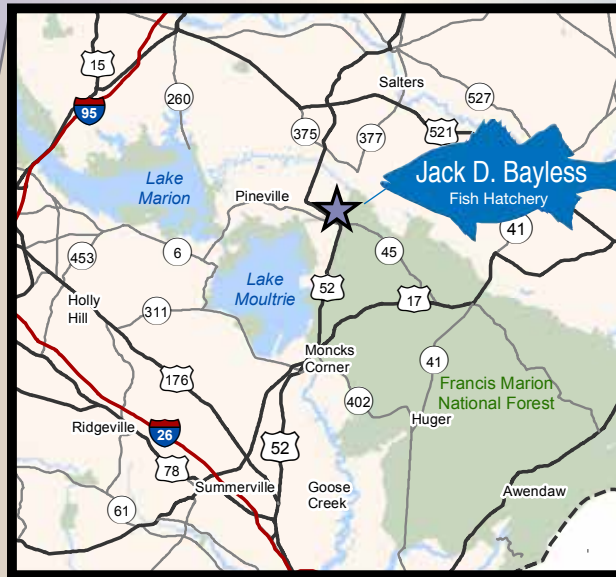 15
Salters
95
260
527
375
377
521
Jack D. Bayless
Fish Hatchery
Lake
Marion
Pineville
41
453
6
45
Lake
Moultrie
52
17
Holly
Hill
311
Moncks
Corner
41
176
Francis Marion
National Forest
402
Ridgeville
26
Huger
52
78
Summerville
Goose
Creek
Awendaw
61